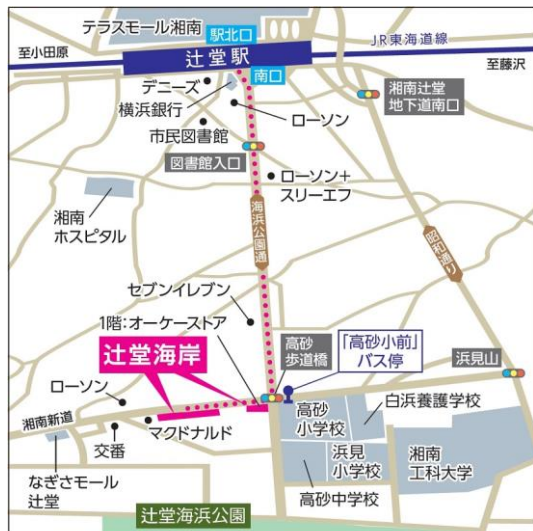 テラスモール湘南
駅北口
JR東海道線
至小田原
辻堂駅
至藤沢
南口
デニーズ
横浜銀行
ローソン
湘南辻堂
地下道南口
市民図書館
図書館入口
ローソン+
スリーエフ
湘南
ホスピタル
海浜公園通
昭和通り
セブンイレブン
1階:オーケーストア
高砂
歩道橋
「高砂小前」
バス停
浜見山
辻堂海岸
ローソン
湘南新道
交番
マクドナルド
なぎさモール
辻堂
高砂
小学校
白浜養護学校
浜見
小学校
湘南
工科大学
高砂中学校
辻堂海浜公園